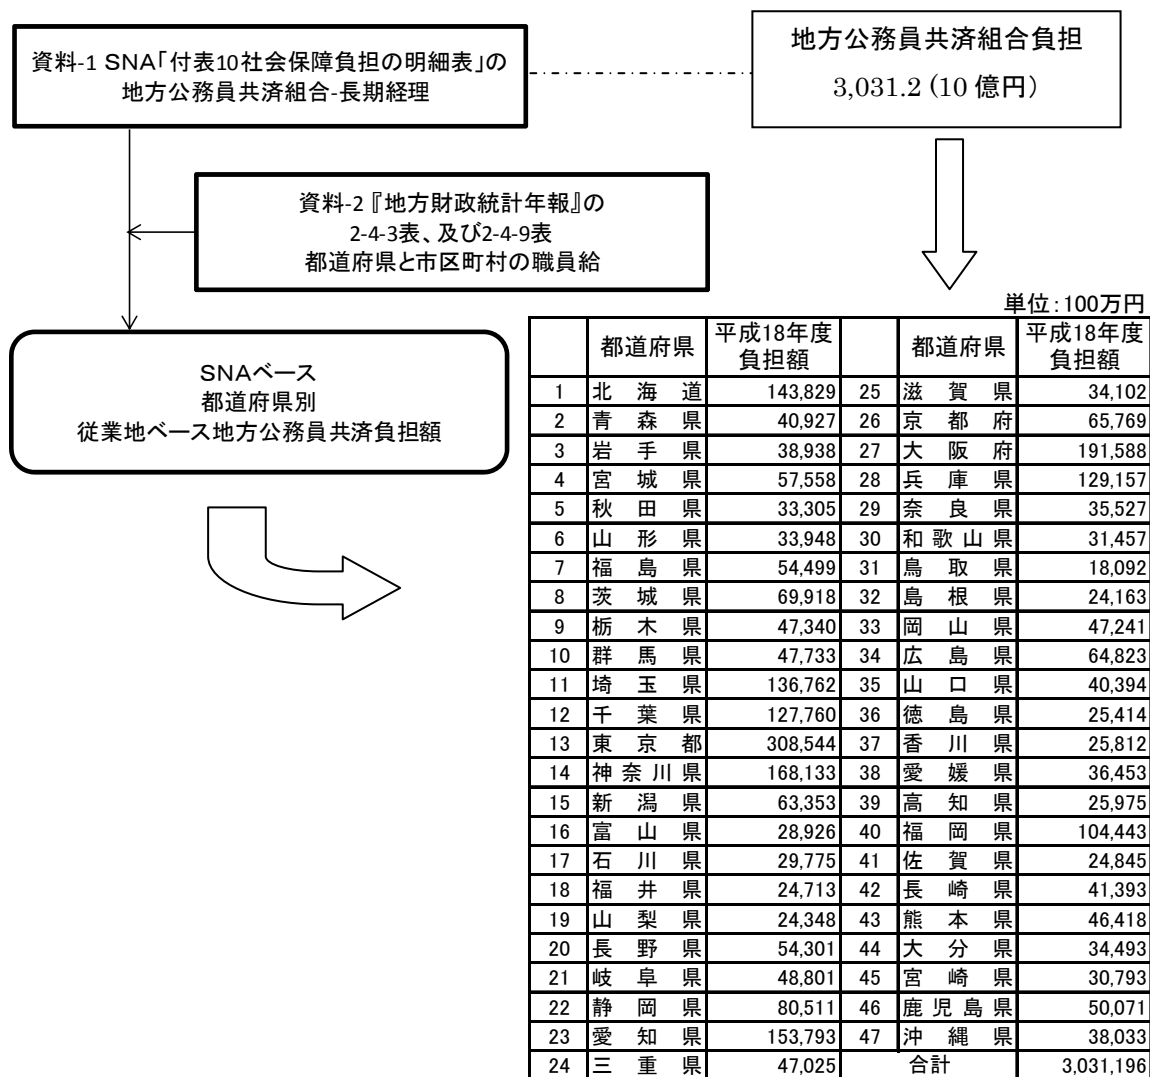 資料-1 SNA「付表10社会保障負担の明細表」の
地方公務員共済組合-長期経理
地方公務員共済組合負担
3,031.2 (10 億円）
資料-2『地方財政統計年報』の
2-4-3表、及び2-4-9表
都道府県と市区町村の職員給
SNAベース
都道府県別
従業地ベース地方公務員共済負担額
単位：100万円
都道府県 平成18年度負担額 都道府県 平成18年度負担額
1 北海道 143,829 25 滋賀県 34,102
2 青森県 40,927 26 京都府 65,769
3 岩手県 38,938 27 大阪府 191,588
4 宮城県 57,558 28 兵庫県 129,157
5 秋田県 33,305 29 奈良県 35,527
6 山形県 33,948 30 和歌山県 31,457
7 福島県 54,499 31 鳥取県 18,092
8 茨城県 69,918 32 島根県 24,163
9 栃木県 47,340 33 岡山県 47,241
10 群馬県 47,733 34 広島県 64,823
11 埼玉県 136,762 35 山口県 40,394
12 千葉県 127,760 36 徳島県 25,414
13 東京都 308,544 37 香川県 25,812
14 神奈川県 168,133 38 愛媛県 36,453
15 新潟県 63,353 39 高知県 25,975
16 富山県 28,926 40 福岡県 104,443
17 石川県 29,775 41 佐賀県 24,845
18 福井県 24,713 42 長崎県 41,393
19 山梨県 24,348 43 熊本県 46,418
20 長野県 54,301 44 大分県 34,493
21 岐阜県 48,801 45 宮崎県 30,793
22 静岡県 80,511 46 鹿児島県 50,071
23 愛知県 153,793 47 沖縄県 38,033
24 三重県 47,025 合計 3,031,196